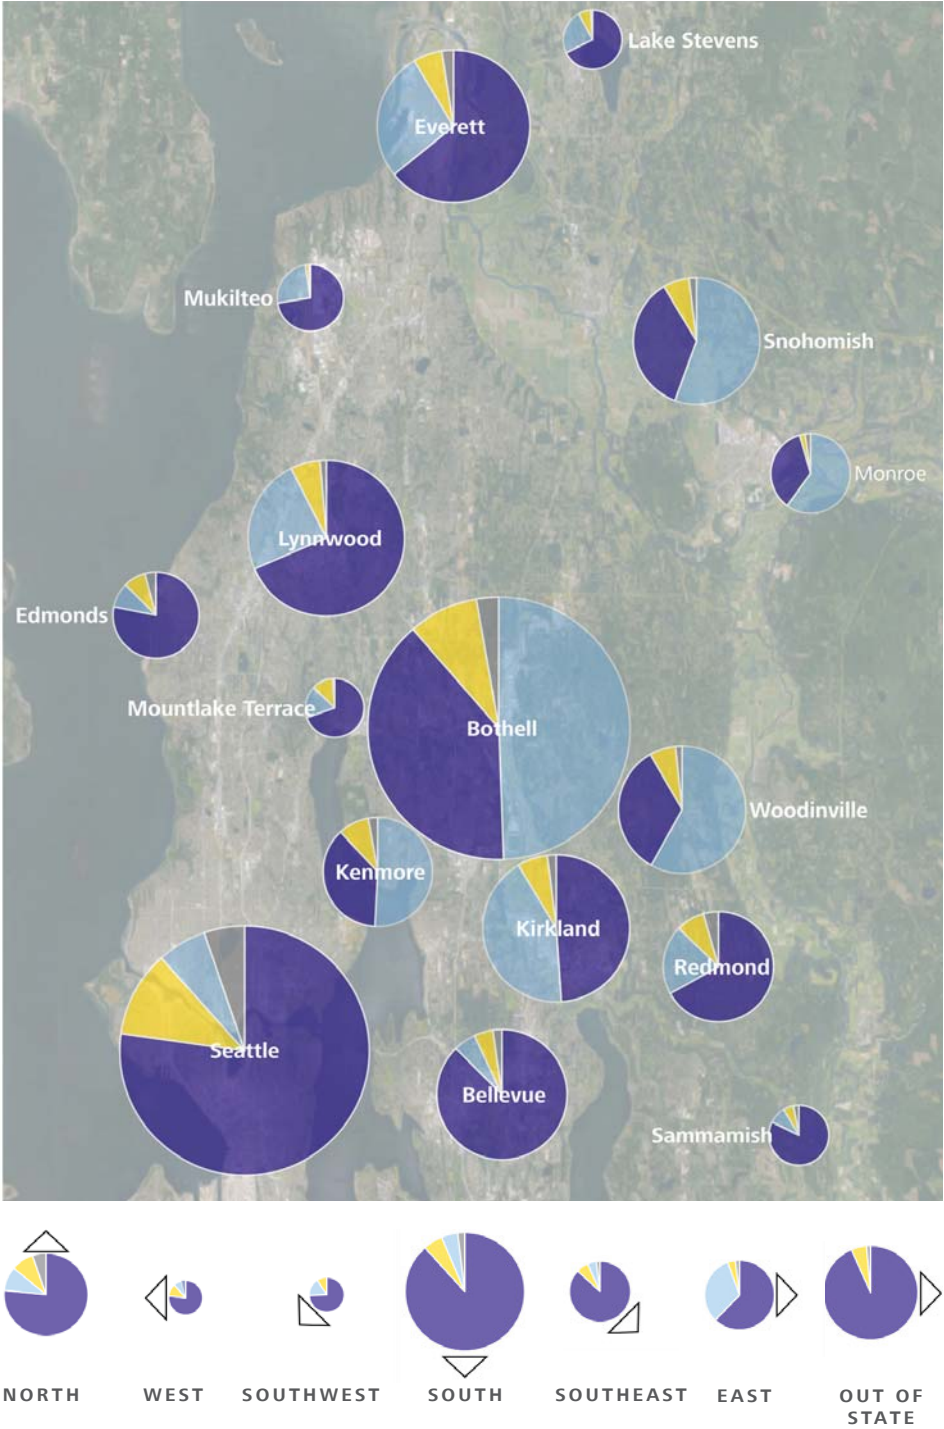 Lake Stevens
Everett
Mukilteo
Snohomish
Monroe
Lynnwood
Edmonds
Mountlake Terrace
Bothell
Woodinville
Kenmore
Kirkland
Redmond
Seattle
Bellevue
Sammamish
NORTH
WEST
SOUTHWEST
SOUTH
SOUTHEAST
EAST
OUT OF
STATE